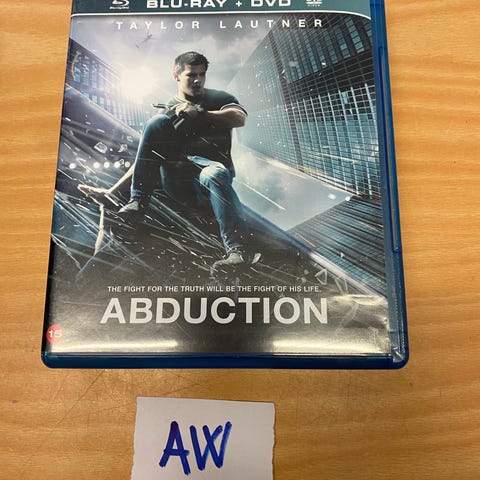 BLU-RAY + DVD
TAYLOR LAUTNER
THE FIGHT FOR THE TRUTH WILL BE THE FIGHT OF HIS LIFE.
ABDUCTION
15
AW